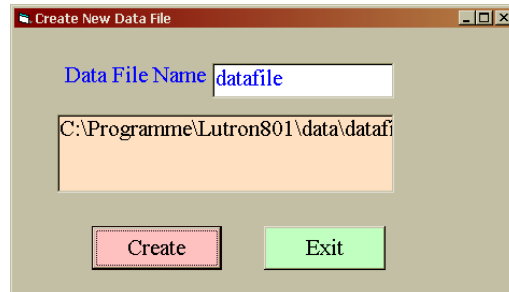 Create New Data File
Data File Name datafile
C:\Programme\Lutron801\data\datafi
Create Exit